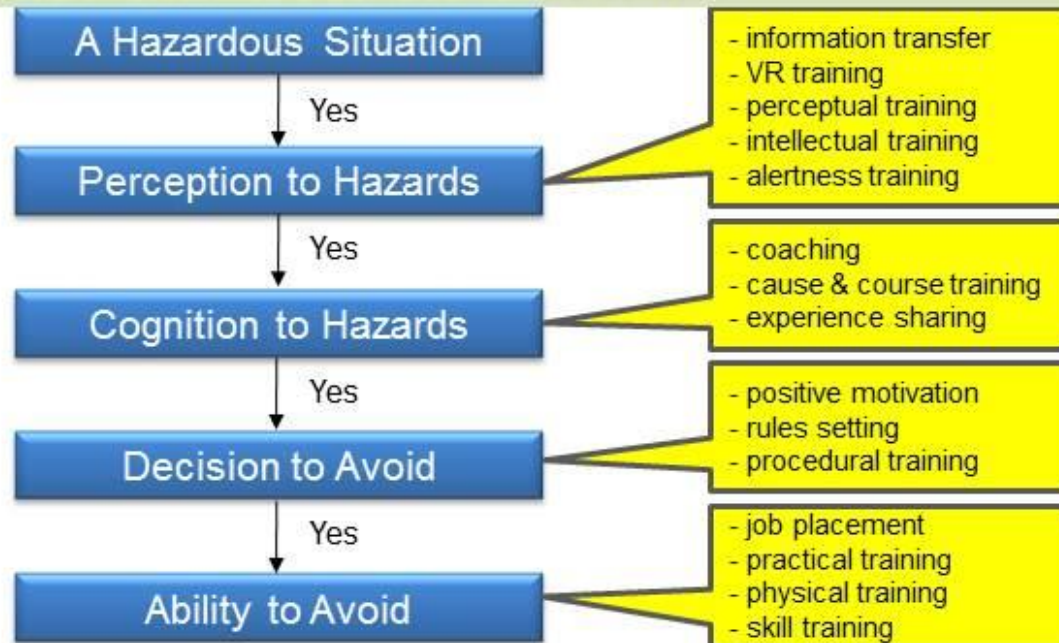 A Hazardous Situation
Yes
- information transfer
- VR training
- perceptual training
- intellectual training
- alertness training
Perception to Hazards
Yes
- coaching
- cause & course training
- experience sharing
Cognition to Hazards
Yes
- positive motivation
- rules setting
- procedural training
Decision to Avoid
Yes
- job placement
- practical training
- physical training
- skill training
Ability to Avoid